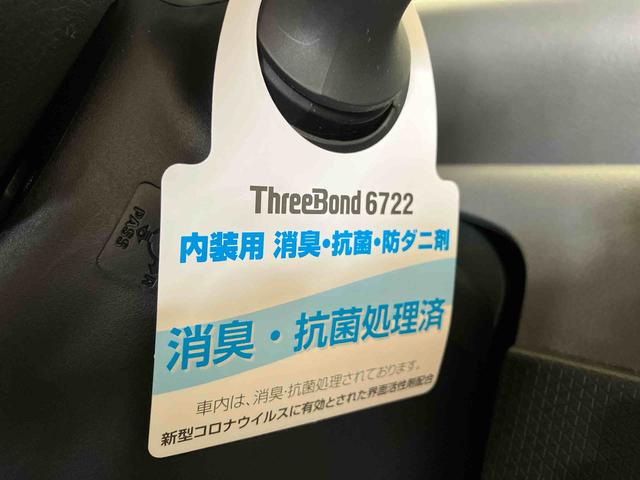 ThreeBond 6722
内装用 消臭・抗菌・防ダニ剤
消臭・抗菌処理済
車内は、消臭・抗菌処理されております。
新型コロナウイルスに有効とされた界面活性剤配合
PASS